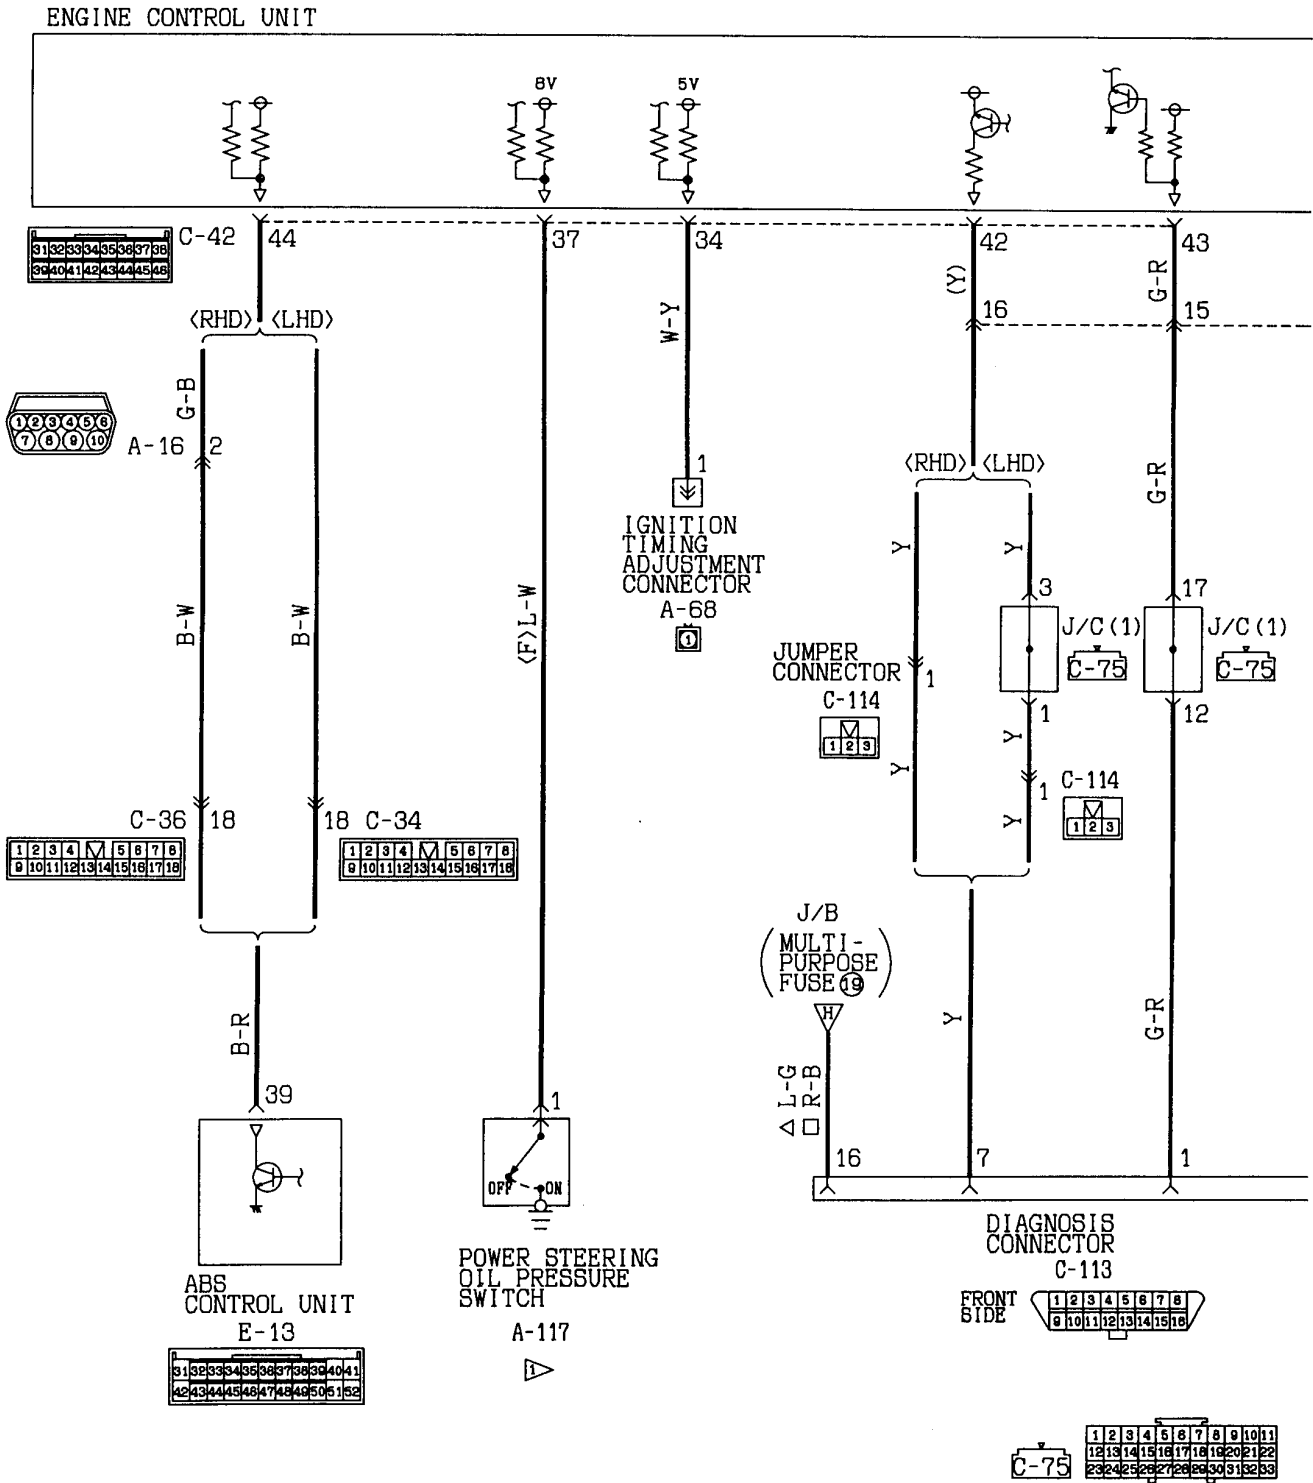 ENGINE CONTROL UNIT
8V
5V
C-42
44
37
34
42
43
31 32 33 34 35 36 37 38
39 40 41 42 43 44 45 46
(Y)
G-R
16
15
<RHD> <LHD>
W-Y
G-B
1 2 3 4 5 6
7 8 9 10
A-16
2
1
<RHD> <LHD>
G-R
IGNITION
TIMING
ADJUSTMENT
CONNECTOR
A-68
1
Y
Y
3
17
B-W
B-W
<F>L-W
J/C(1)
C-75
J/C(1)
C-75
JUMPER
CONNECTOR
1
C-114
1 2 3
1
12
Y
Y
1
C-114
1 2 3
Y
C-36
18
18
C-34
1 2 3 4 5 6 7 8
9 10 11 12 13 14 15 16 17 18
1 2 3 4 5 6 7 8
9 10 11 12 13 14 15 16 17 18
J/B
(MULTI-
PURPOSE
FUSE 19)
H
B-R
Y
G-R
△ L-G
□ R-B
39
1
16
7
1
OFF
ON
DIAGNOSIS
CONNECTOR
C-113
POWER STEERING
OIL PRESSURE
SWITCH
A-117
1
ABS
CONTROL UNIT
E-13
31 32 33 34 35 36 37 38 39 40 41
42 43 44 45 46 47 48 49 50 51 52
FRONT
SIDE
1 2 3 4 5 6 7 8
9 10 11 12 13 14 15 16
C-75
1 2 3 4 5 6 7 8 9 10 11
12 13 14 15 16 17 18 19 20 21 22
23 24 25 26 27 28 29 30 31 32 33